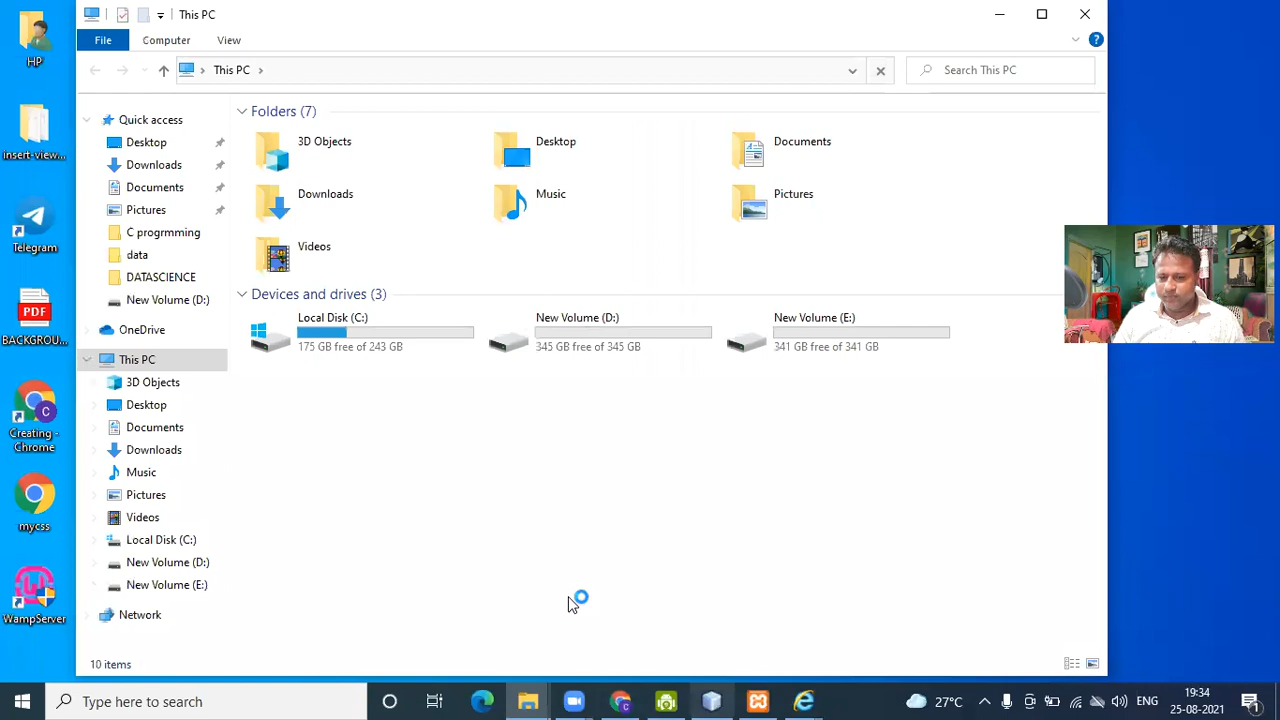 This PC
File
Computer
View
This PC
Search This PC
HP
insert-view...
Telegram
PDF
BACKGROU...
Creating -
Chrome
mycss
WampServer
Quick access
Desktop
Downloads
Documents
Pictures
C progrmming
data
DATASCIENCE
New Volume (D:)
OneDrive
This PC
3D Objects
Desktop
Documents
Downloads
Music
Pictures
Videos
Local Disk (C:)
New Volume (D:)
New Volume (E:)
Network
Folders (7)
3D Objects
Desktop
Documents
Downloads
Music
Pictures
Videos
Devices and drives (3)
Local Disk (C:)
175 GB free of 243 GB
New Volume (D:)
345 GB free of 345 GB
New Volume (E:)
341 GB free of 341 GB
10 items
Type here to search
27°C
ENG
19:34
25-08-2021